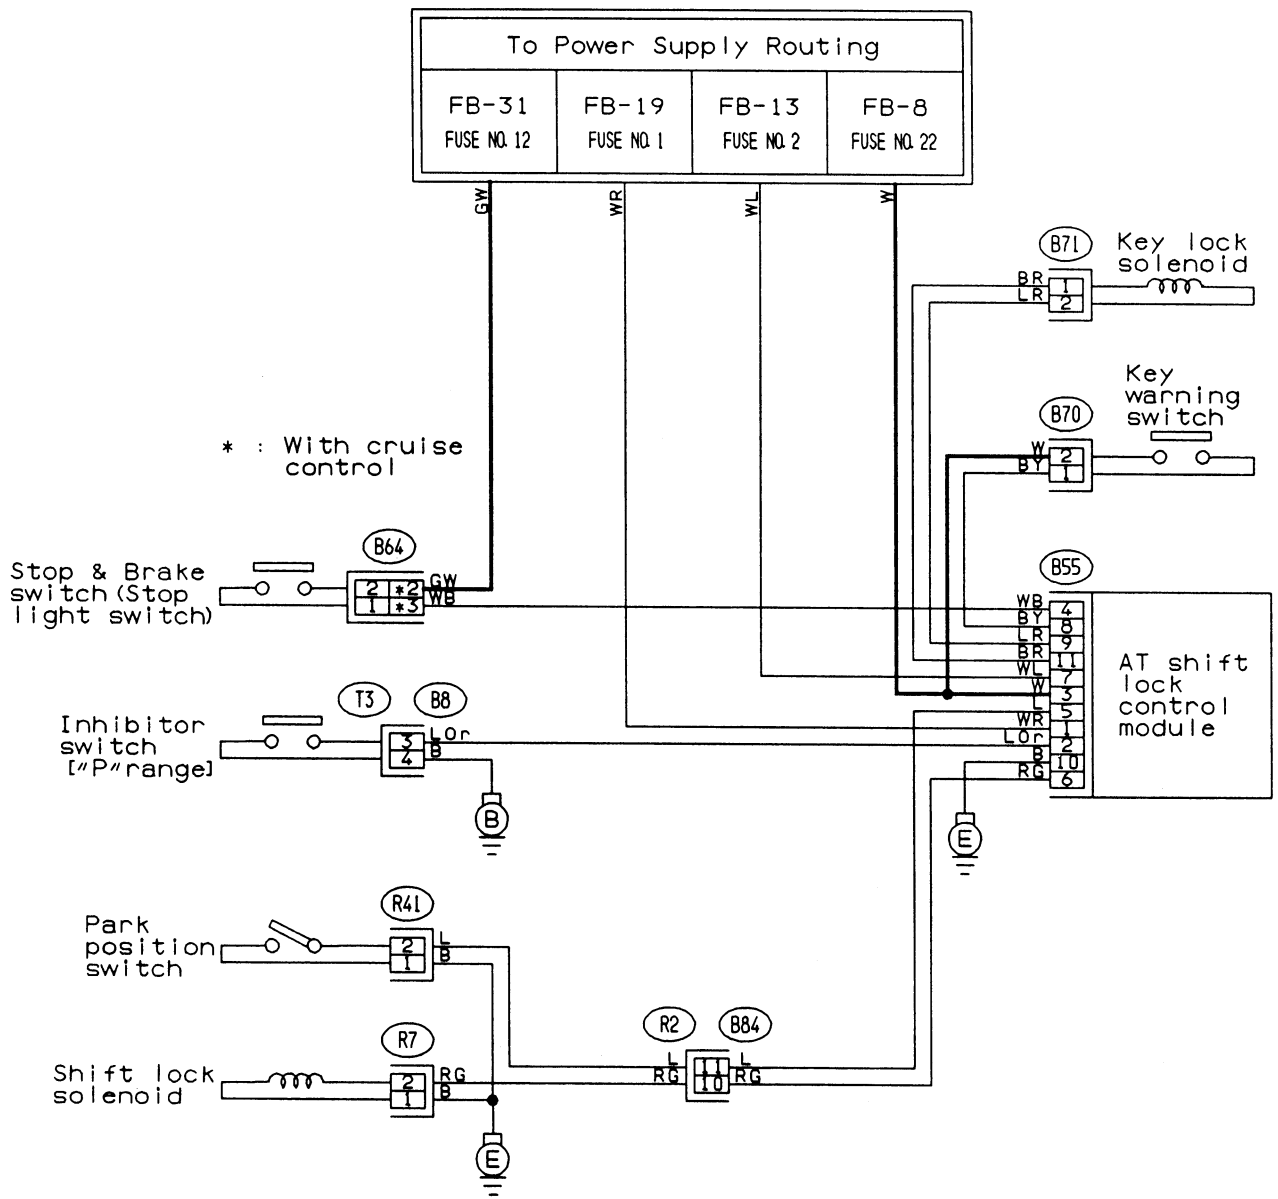 To Power Supply Routing
FB-31 FB-19 FB-13 FB-8
FUSE NO. 12 FUSE NO. 1 FUSE NO. 2 FUSE NO. 22
GW WR WL W
B71
Key lock
solenoid
BR 1
LR 2
Key
warning
switch
B70
W 2
BY 1
* : With cruise
control
B64
Stop & Brake
switch (Stop
light switch)
2 *2 GW
1 *3 WB
B55
WB 4
BY 8
LR 9
BR 11
WL 7
W 3
L 5
WR 1
LOr 2
B 10
RG 6
AT shift
lock
control
module
T3 B8
Inhibitor
switch
["P"range]
3 LOr
4 B
B
E
R41
Park
position
switch
2 L
1 B
R2 B84
L 11 L
RG 10 RG
R7
Shift lock
solenoid
2 RG
1 B
E